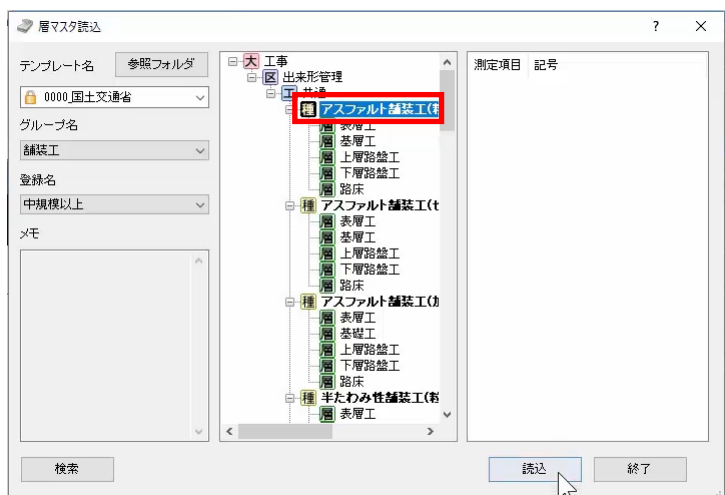 層マスタ読込
? ×
テンプレート名
参照フォルダ
0000_国土交通省
グループ名
舗装工
登録名
中規模以上
メモ
大 工事
区 出来形管理
工 共通
種 アスファルト舗装工(粒
層 表層工
層 基層工
層 上層路盤工
層 下層路盤工
層 路床
種 アスファルト舗装工(セ
層 表層工
層 基層工
層 上層路盤工
層 下層路盤工
層 路床
種 アスファルト舗装工(加
層 表層工
層 基礎工
層 上層路盤工
層 下層路盤工
層 路床
種 半たわみ性舗装工(粒
層 表層工
測定項目 記号
検索
読込
終了